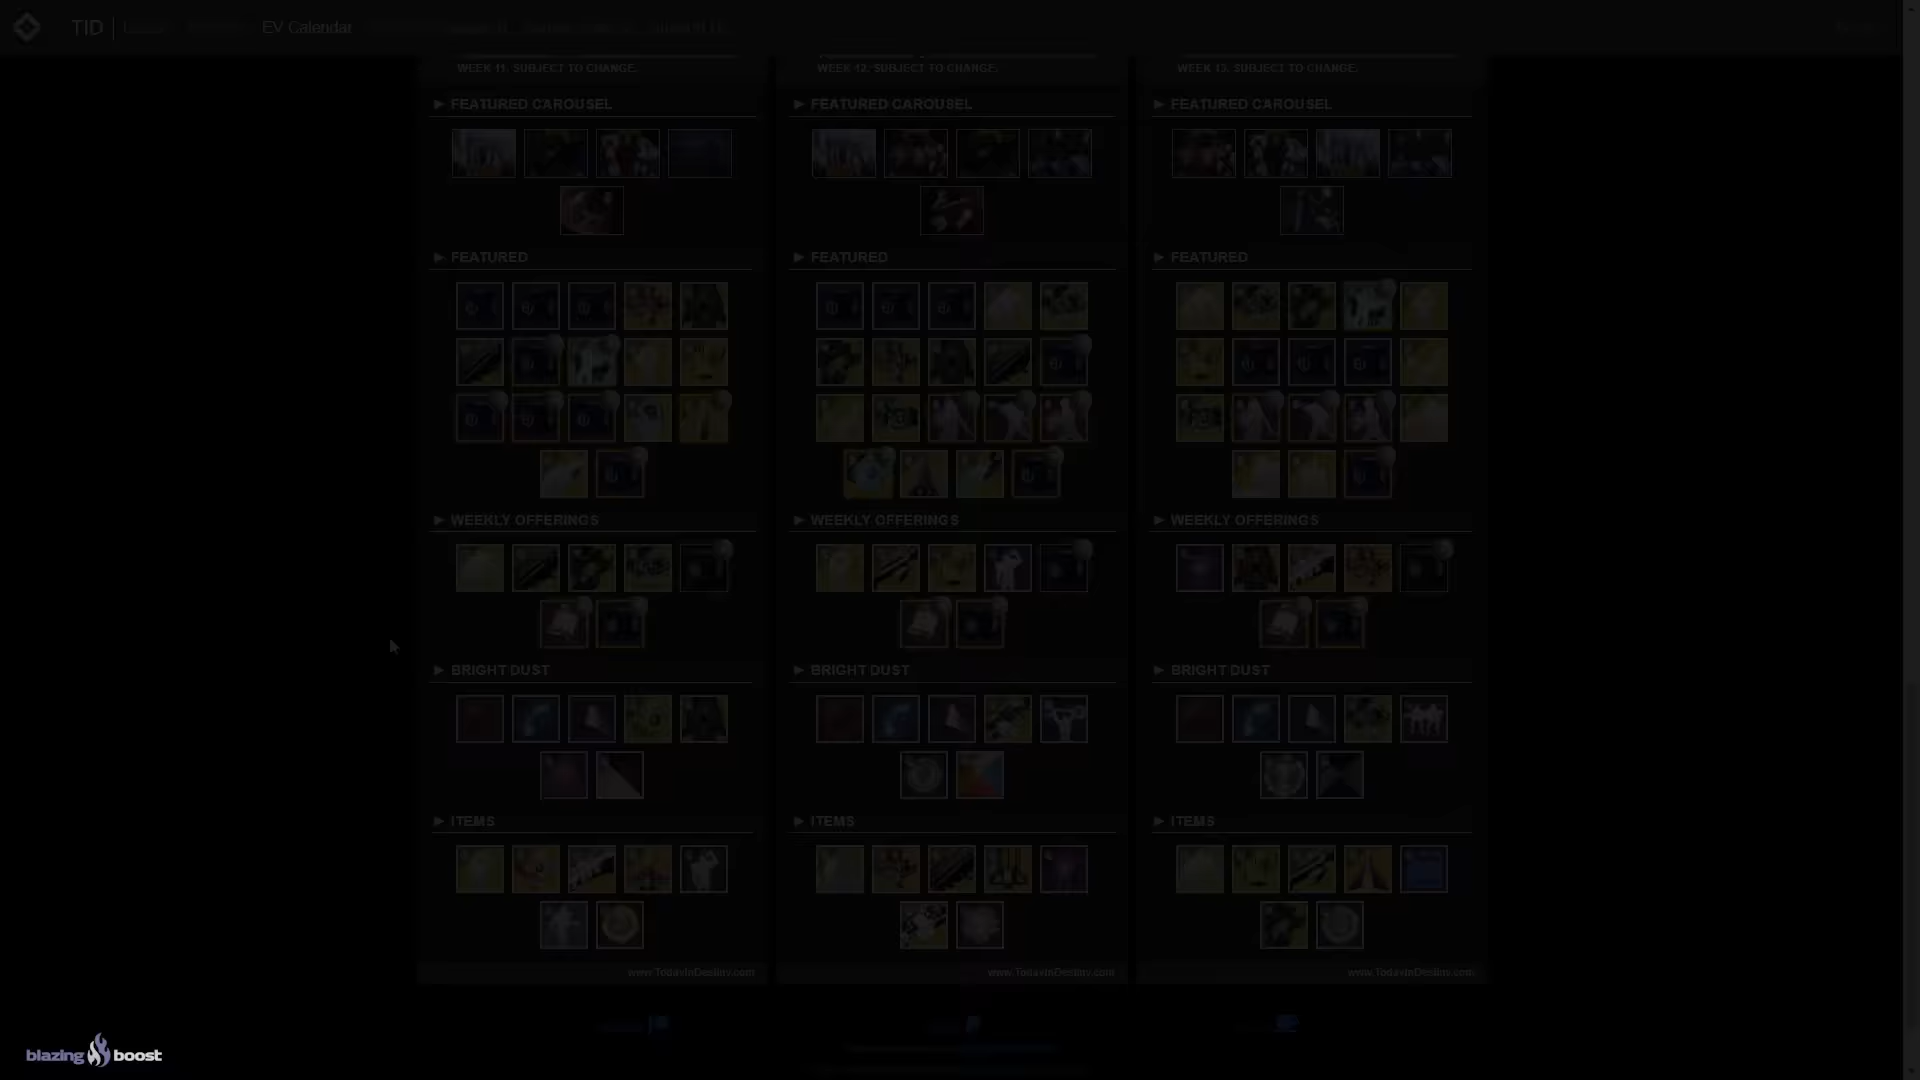 TID EV Calendar
WEEK 11. SUBJECT TO CHANGE.
FEATURED CAROUSEL
FEATURED
WEEKLY OFFERINGS
BRIGHT DUST
ITEMS
www.TodayInDestiny.com
WEEK 12. SUBJECT TO CHANGE.
FEATURED CAROUSEL
FEATURED
WEEKLY OFFERINGS
BRIGHT DUST
ITEMS
www.TodayInDestiny.com
WEEK 13. SUBJECT TO CHANGE.
FEATURED CAROUSEL
FEATURED
WEEKLY OFFERINGS
BRIGHT DUST
ITEMS
www.TodayInDestiny.com
blazing boost